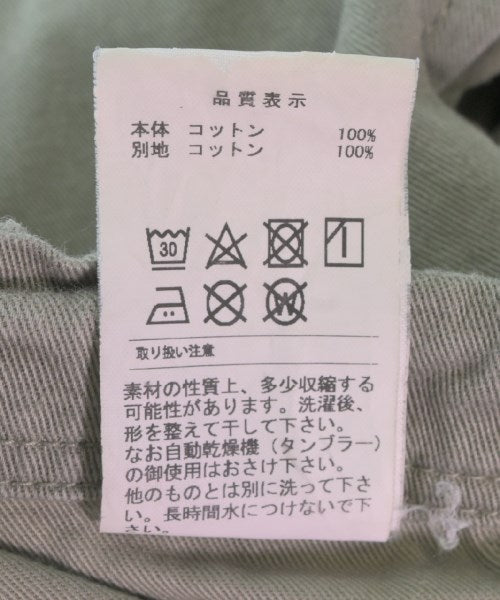 品質表示
本体 コットン 100%
別地 コットン 100%
30
W
取り扱い注意
素材の性質上、多少収縮する
可能性があります。洗濯後、
形を整えて干して下さい。
なお自動乾燥機（タンブラー）
の御使用はおさけ下さい。
他のものとは別に洗って下さ
い。長時間水につけないで下
さい。